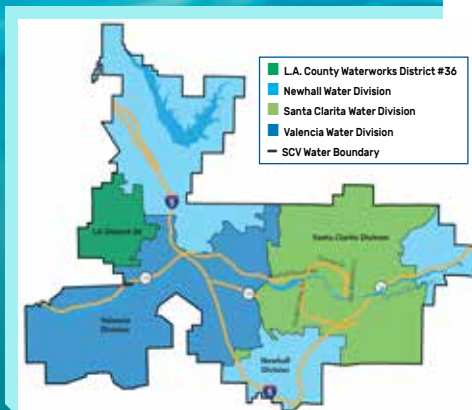 L.A. County Waterworks District #36
Newhall Water Division
Santa Clarita Water Division
Valencia Water Division
SCV Water Boundary
5
LA District 36
Santa Clarita Division
Valencia
Division
Newhall
Division
5